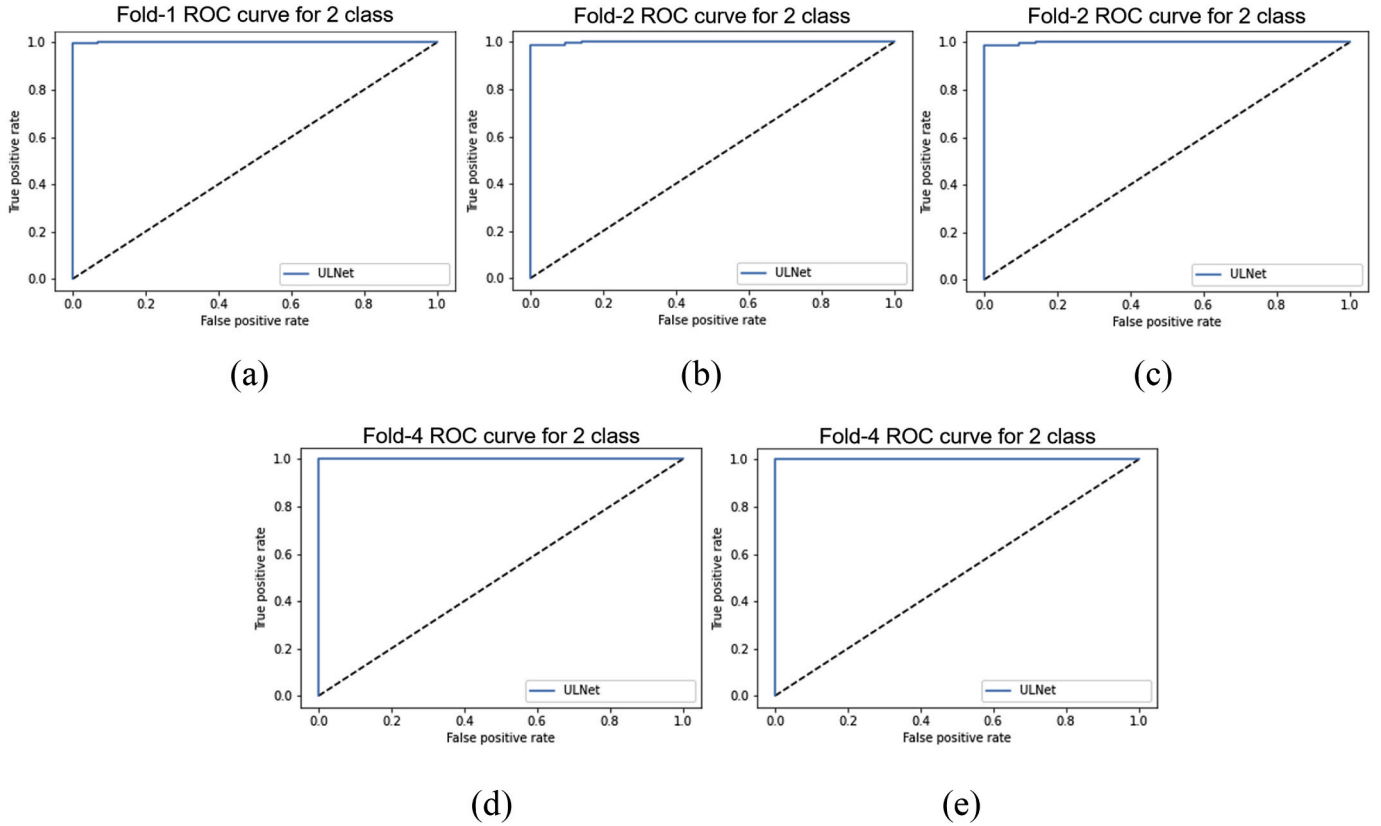 Fold-1 ROC curve for 2 class
1.0
0.8
0.6
0.4
0.2
0.0
True positive rate
ULNet
0.0 0.2 0.4 0.6 0.8 1.0
False positive rate
(a)
Fold-2 ROC curve for 2 class
1.0
0.8
0.6
0.4
0.2
0.0
True positive rate
ULNet
0.0 0.2 0.4 0.6 0.8 1.0
False positive rate
(b)
Fold-2 ROC curve for 2 class
1.0
0.8
0.6
0.4
0.2
0.0
True positive rate
ULNet
0.0 0.2 0.4 0.6 0.8 1.0
False positive rate
(c)
Fold-4 ROC curve for 2 class
1.0
0.8
0.6
0.4
0.2
0.0
True positive rate
ULNet
0.0 0.2 0.4 0.6 0.8 1.0
False positive rate
(d)
Fold-4 ROC curve for 2 class
1.0
0.8
0.6
0.4
0.2
0.0
True positive rate
ULNet
0.0 0.2 0.4 0.6 0.8 1.0
False positive rate
(e)